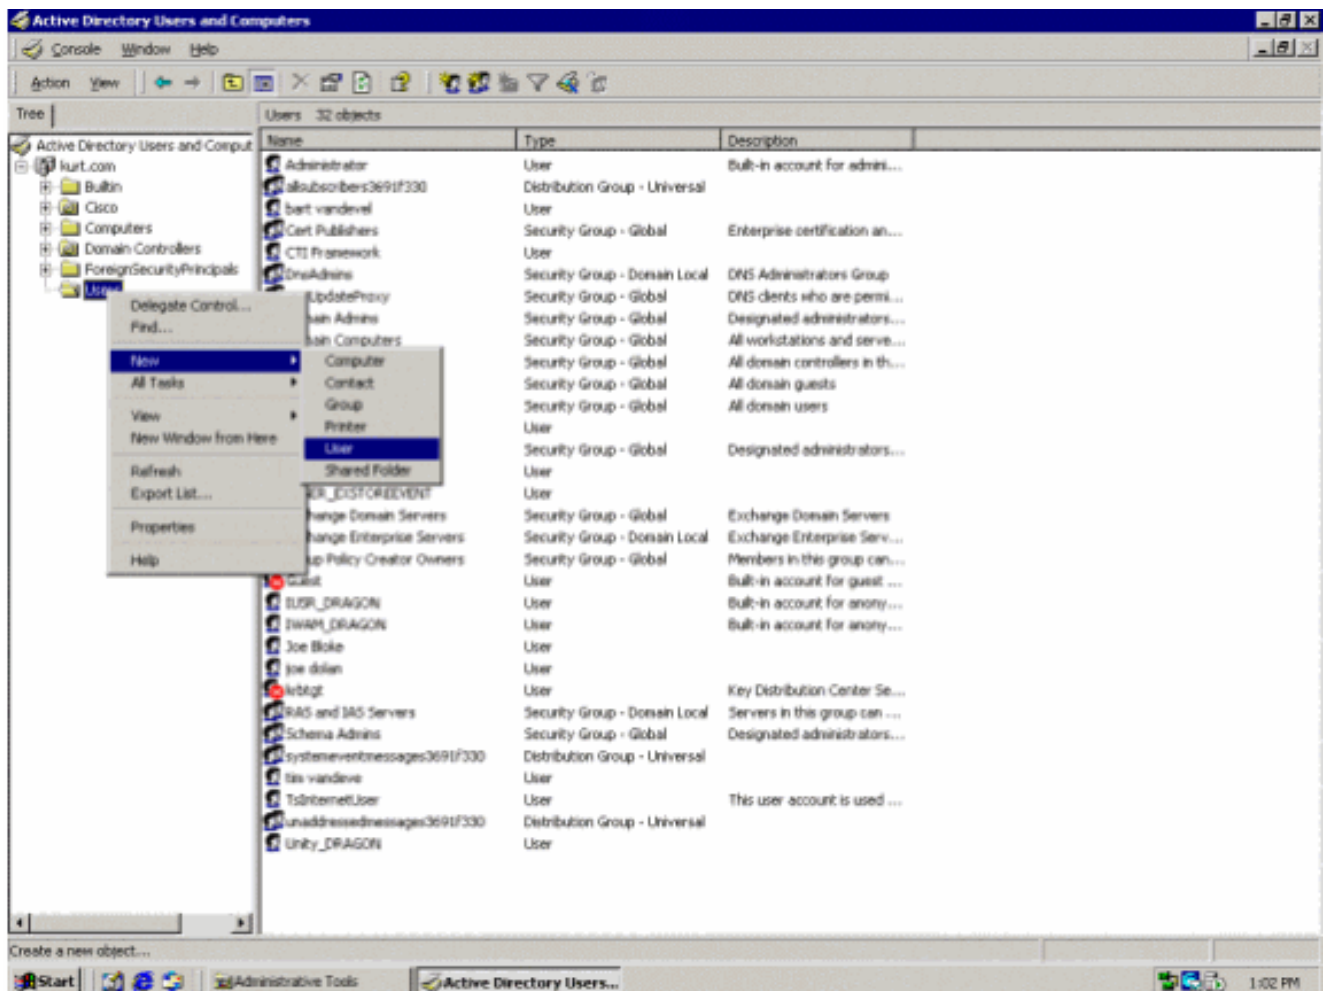 Active Directory Users and Computers
Console Window Help
Action View
Tree
Users 32 objects
Active Directory Users and Comput
Name Type Description
kurt.com
Builtin
Cisco
Computers
Domain Controllers
ForeignSecurityPrincipals
Users
Administrator User Built-in account for admini...
allsubscribers3691f330 Distribution Group - Universal
bart vandevel User
Cert Publishers Security Group - Global Enterprise certification an...
CTI Framework User
DnsAdmins Security Group - Domain Local DNS Administrators Group
UpdateProxy Security Group - Global DNS clients who are permi...
ain Admins Security Group - Global Designated administrators...
ain Computers Security Group - Global All workstations and serve...
Security Group - Global All domain controllers in th...
Security Group - Global All domain guests
Security Group - Global All domain users
User
Security Group - Global Designated administrators...
User
ER_EXSTOREEVENT User
hange Domain Servers Security Group - Global Exchange Domain Servers
hange Enterprise Servers Security Group - Domain Local Exchange Enterprise Serv...
up Policy Creator Owners Security Group - Global Members in this group can...
Guest User Built-in account for guest ...
IUSR_DRAGON User Built-in account for anony...
IWAM_DRAGON User Built-in account for anony...
Joe Bloke User
joe dolan User
krbtgt User Key Distribution Center Se...
RAS and IAS Servers Security Group - Domain Local Servers in this group can ...
Schema Admins Security Group - Global Designated administrators...
systemeventmessages3691f330 Distribution Group - Universal
tim vandeve User
TsInternetUser User This user account is used ...
unaddressedmessages3691f330 Distribution Group - Universal
Unity_DRAGON User
Delegate Control...
Find...
New
All Tasks
View
New Window from Here
Refresh
Export List...
Properties
Help
Computer
Contact
Group
Printer
User
Shared Folder
Create a new object...
Start Administrative Tools Active Directory Users... 1:02 PM